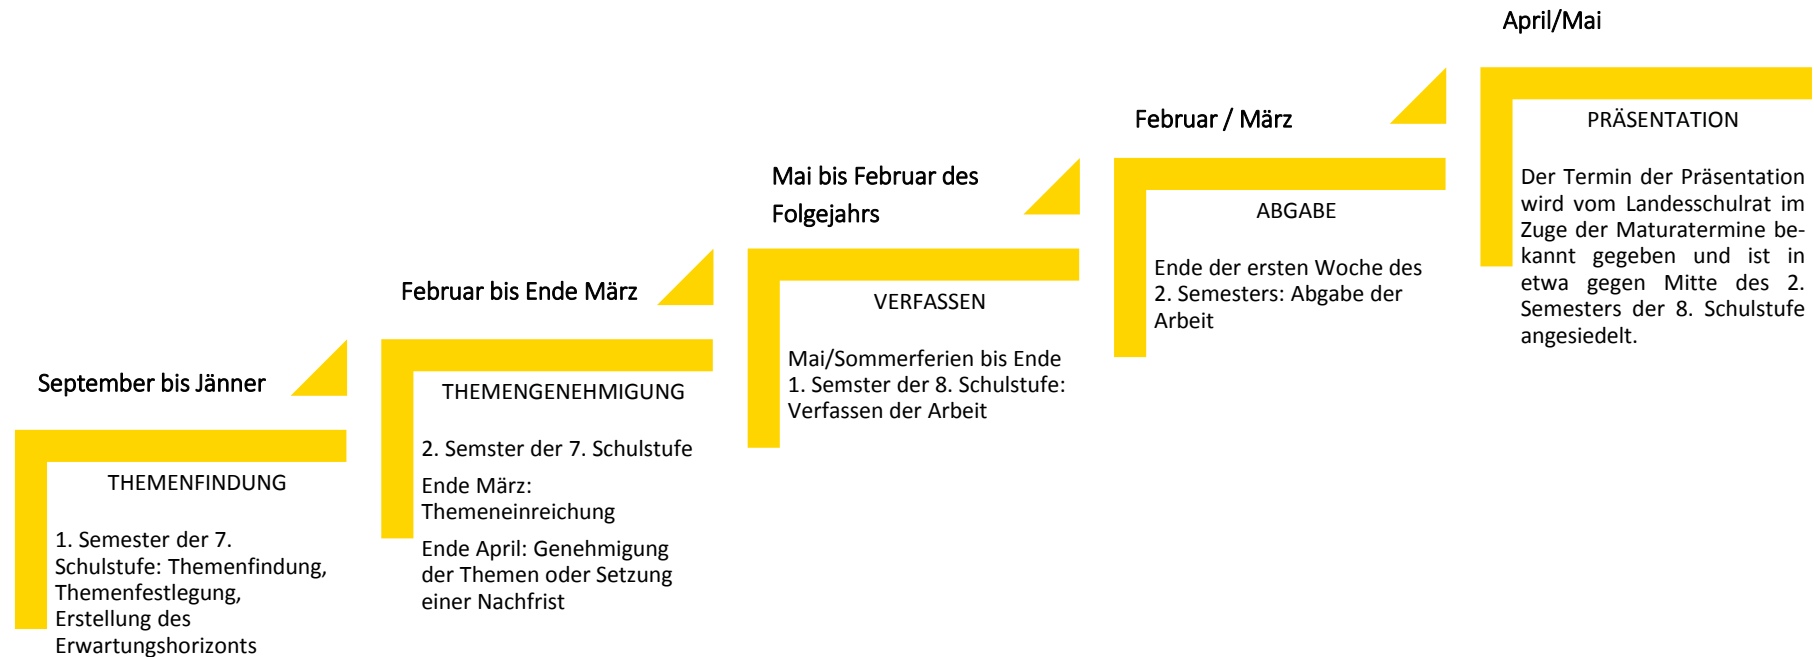 September bis Jänner
THEMENFINDUNG
1. Semester der 7.
Schulstufe: Themenfindung,
Themenfestlegung,
Erstellung des
Erwartungshorizonts
Februar bis Ende März
THEMENGENEHMIGUNG
2. Semster der 7. Schulstufe
Ende März:
Themeneinreichung
Ende April: Genehmigung
der Themen oder Setzung
einer Nachfrist
Mai bis Februar des
Folgejahrs
VERFASSEN
Mai/Sommerferien bis Ende
1. Semster der 8. Schulstufe:
Verfassen der Arbeit
Februar / März
ABGABE
Ende der ersten Woche des
2. Semesters: Abgabe der
Arbeit
April/Mai
PRÄSENTATION
Der Termin der Präsentation
wird vom Landesschulrat im
Zuge der Maturatermine be-
kannt gegeben und ist in
etwa gegen Mitte des 2.
Semesters der 8. Schulstufe
angesiedelt.